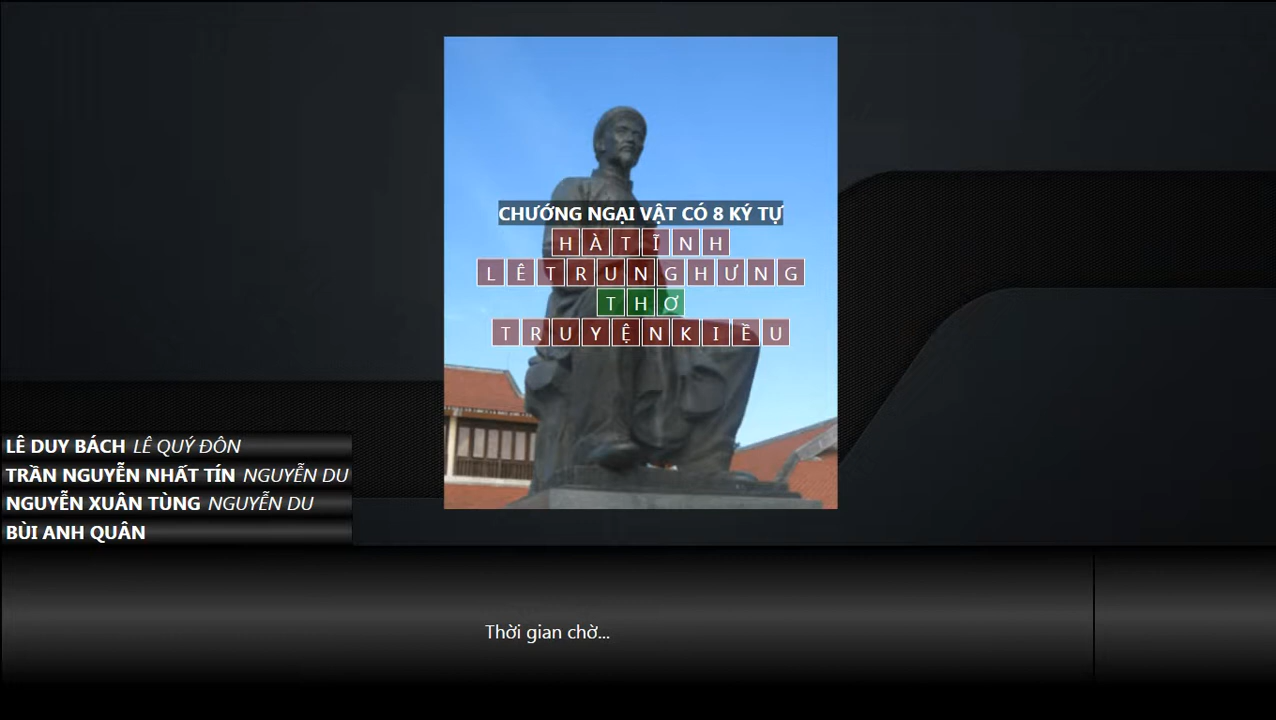 CHƯỚNG NGẠI VẬT CÓ 8 KÝ TỰ
HÀTĨNH
LÊTRUNGHƯNG
THƠ
TRUYỆNKIỀU
LÊ DUY BÁCH LÊ QUÝ ĐÔN
TRẦN NGUYỄN NHẤT TÍN NGUYỄN DU
NGUYỄN XUÂN TÙNG NGUYỄN DU
BÙI ANH QUÂN
Thời gian chờ...